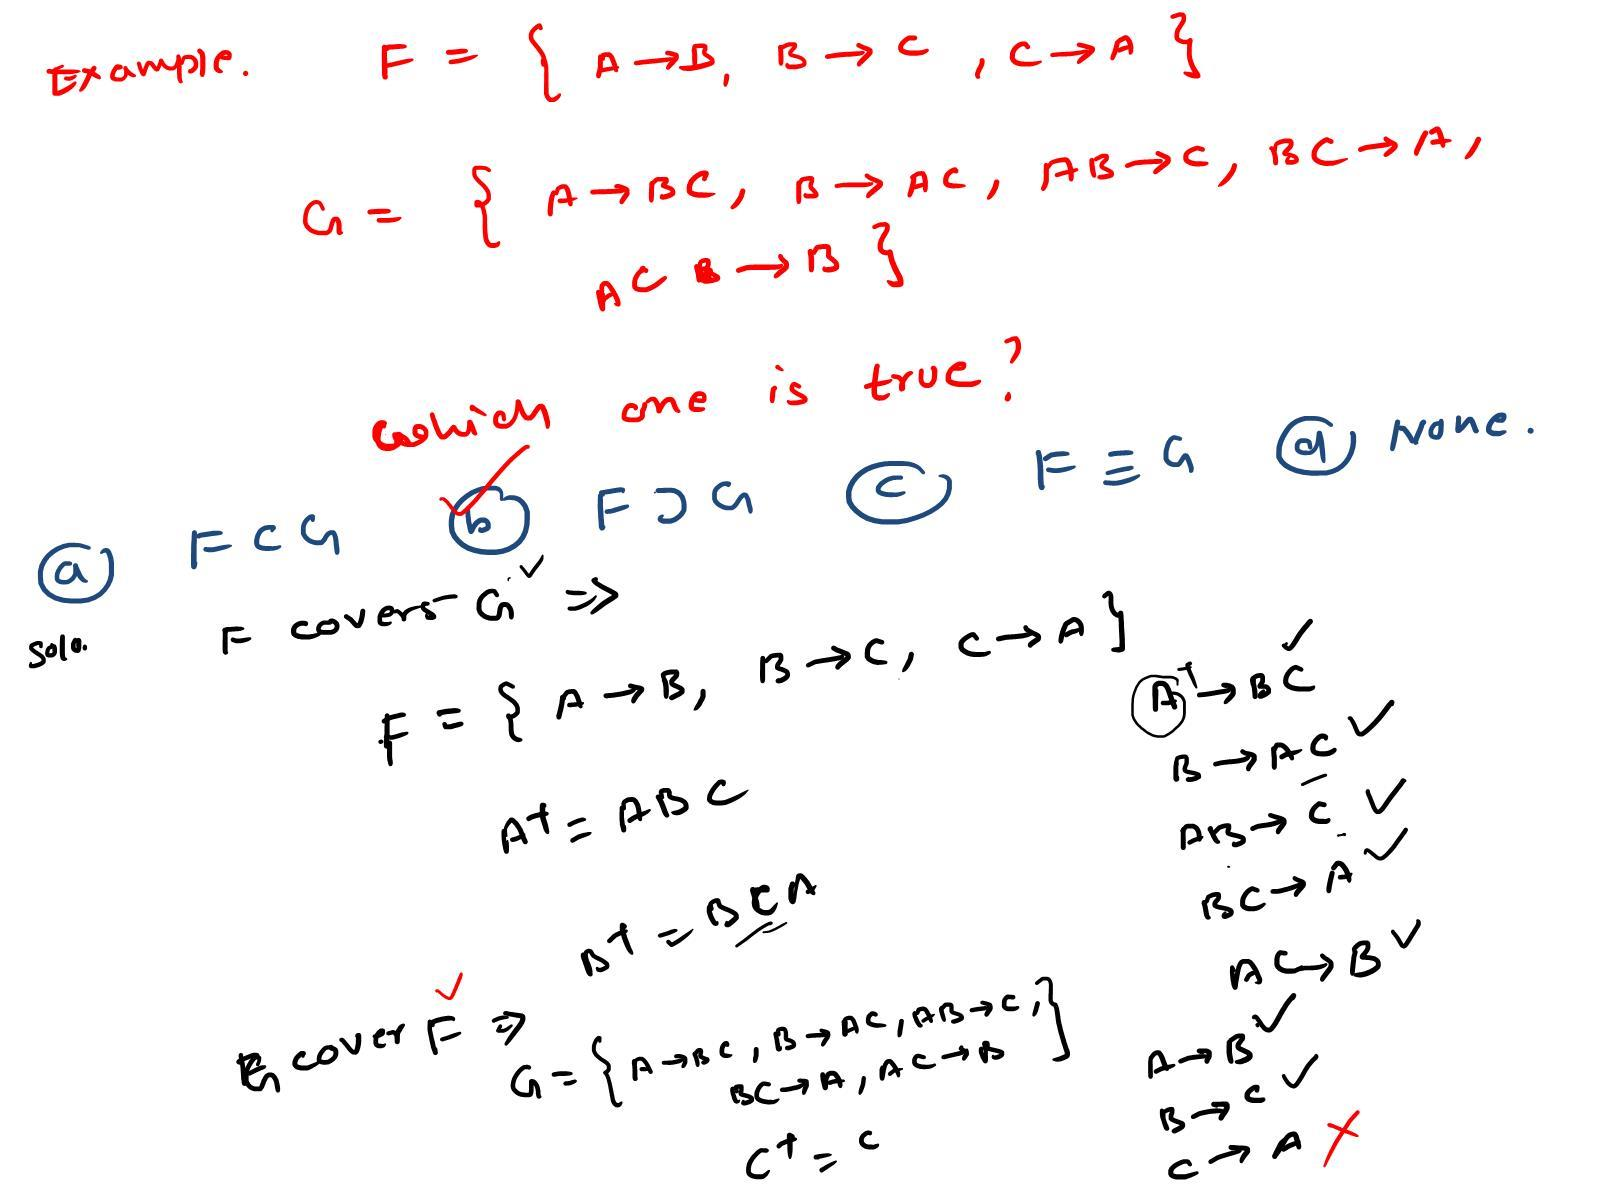 Example. F = { A → B, B → C , C → A }
G = { A → BC, B → AC, AB → C, BC → A,
AC → B }
which one is true?
(a) F ⊂ G (b) F ⊃ G (c) F ≡ G (d) None.
Soln. F covers G ✓ ⇒
F = { A → B, B → C, C → A }
A⁺ → BC ✓
B → AC ✓
A⁺ = ABC
AB → C ✓
BC → A ✓
B⁺ = BCA
AC → B ✓
G cover F ✓ ⇒
G = { A → BC, B → AC, AB → C,
BC → A, AC → B }
A → B ✓
B → C ✓
C⁺ = C
C → A ✗